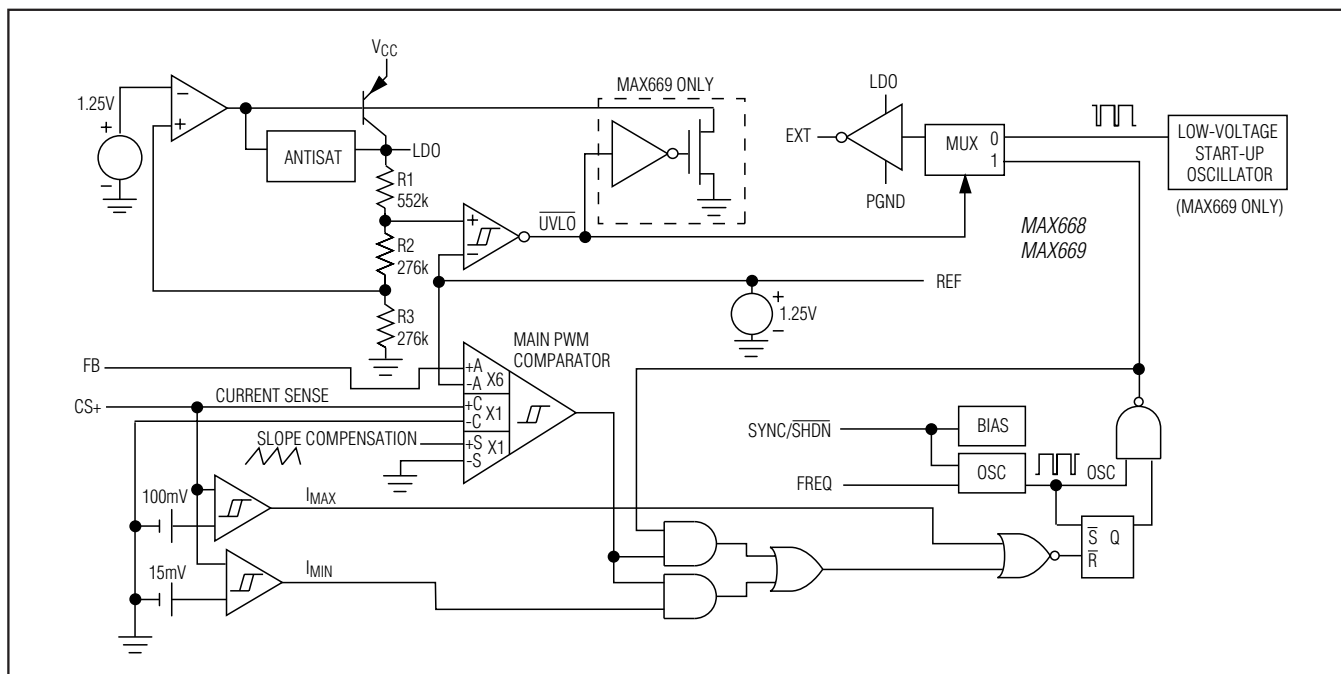 VCC
MAX669 ONLY
LDO
1.25V
+
−
−
+
EXT
MUX
0
1
LOW-VOLTAGE
START-UP
OSCILLATOR
(MAX669 ONLY)
ANTISAT
LDO
PGND
R1
552k
+
−
UVLO
MAX668
MAX669
R2
276k
REF
+
1.25V
−
R3
276k
MAIN PWM
COMPARATOR
FB
+A
-A
X6
CS+
CURRENT SENSE
+C
-C
X1
SYNC/SHDN
BIAS
SLOPE COMPENSATION
+S
-S
X1
OSC
OSC
FREQ
100mV
IMAX
S Q
R
15mV
IMIN